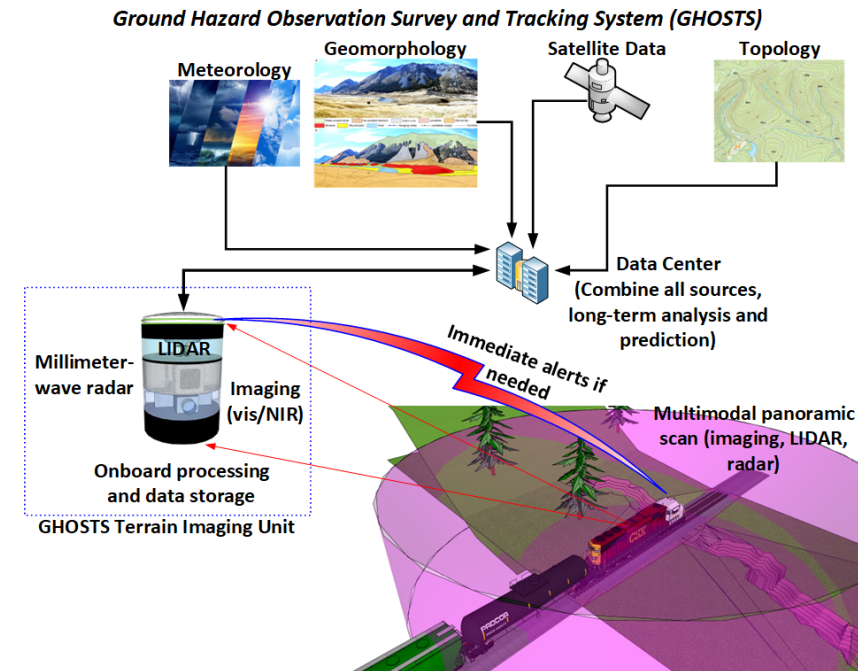 Ground Hazard Observation Survey and Tracking System (GHOSTS)
Meteorology
Geomorphology
Satellite Data
Topology
Data Center
(Combine all sources,
long-term analysis and
prediction)
LIDAR
Millimeter-
wave radar
Imaging
(vis/NIR)
Onboard processing
and data storage
GHOSTS Terrain Imaging Unit
Immediate alerts if
needed
Multimodal panoramic
scan (imaging, LIDAR,
radar)
CSX
PROCOR